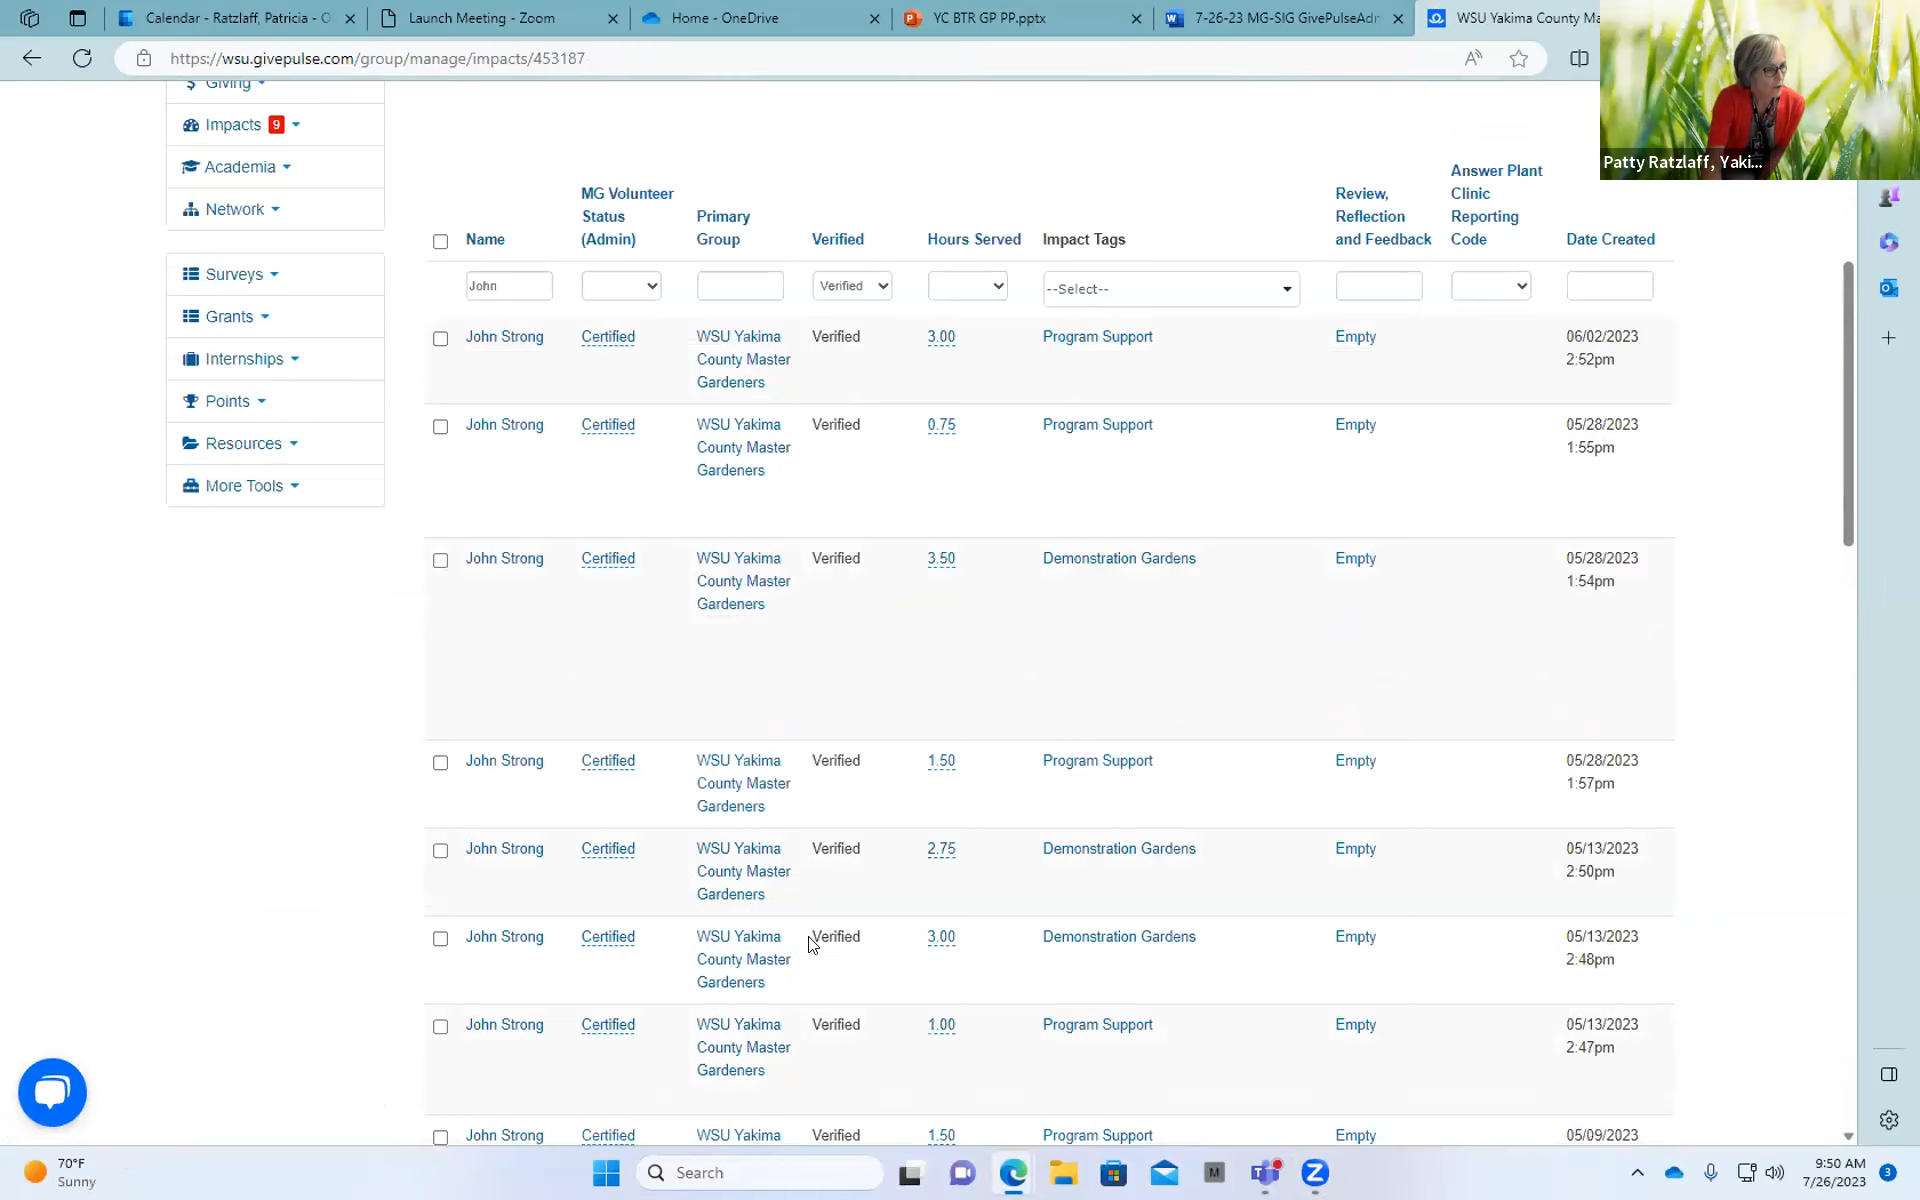 Calendar - Ratzlaff, Patricia - O
Launch Meeting - Zoom
Home - OneDrive
YC BTR GP PP.pptx
7-26-23 MG-SIG GivePulseAdm
WSU Yakima County Ma
https://wsu.givepulse.com/group/manage/impacts/453187
Patty Ratzlaff, Yaki...
Giving
Impacts 9
Academia
Network
Surveys
Grants
Internships
Points
Resources
More Tools
Name
MG Volunteer
Status
(Admin)
Primary
Group
Verified
Hours Served
Impact Tags
Review,
Reflection
and Feedback
Answer Plant
Clinic
Reporting
Code
Date Created
John
Verified
--Select--
John Strong Certified WSU Yakima Verified 3.00 Program Support Empty 06/02/2023
County Master 2:52pm
Gardeners
John Strong Certified WSU Yakima Verified 0.75 Program Support Empty 05/28/2023
County Master 1:55pm
Gardeners
John Strong Certified WSU Yakima Verified 3.50 Demonstration Gardens Empty 05/28/2023
County Master 1:54pm
Gardeners
John Strong Certified WSU Yakima Verified 1.50 Program Support Empty 05/28/2023
County Master 1:57pm
Gardeners
John Strong Certified WSU Yakima Verified 2.75 Demonstration Gardens Empty 05/13/2023
County Master 2:50pm
Gardeners
John Strong Certified WSU Yakima Verified 3.00 Demonstration Gardens Empty 05/13/2023
County Master 2:48pm
Gardeners
John Strong Certified WSU Yakima Verified 1.00 Program Support Empty 05/13/2023
County Master 2:47pm
Gardeners
John Strong Certified WSU Yakima Verified 1.50 Program Support Empty 05/09/2023
70°F
Sunny
Search
9:50 AM
7/26/2023
3